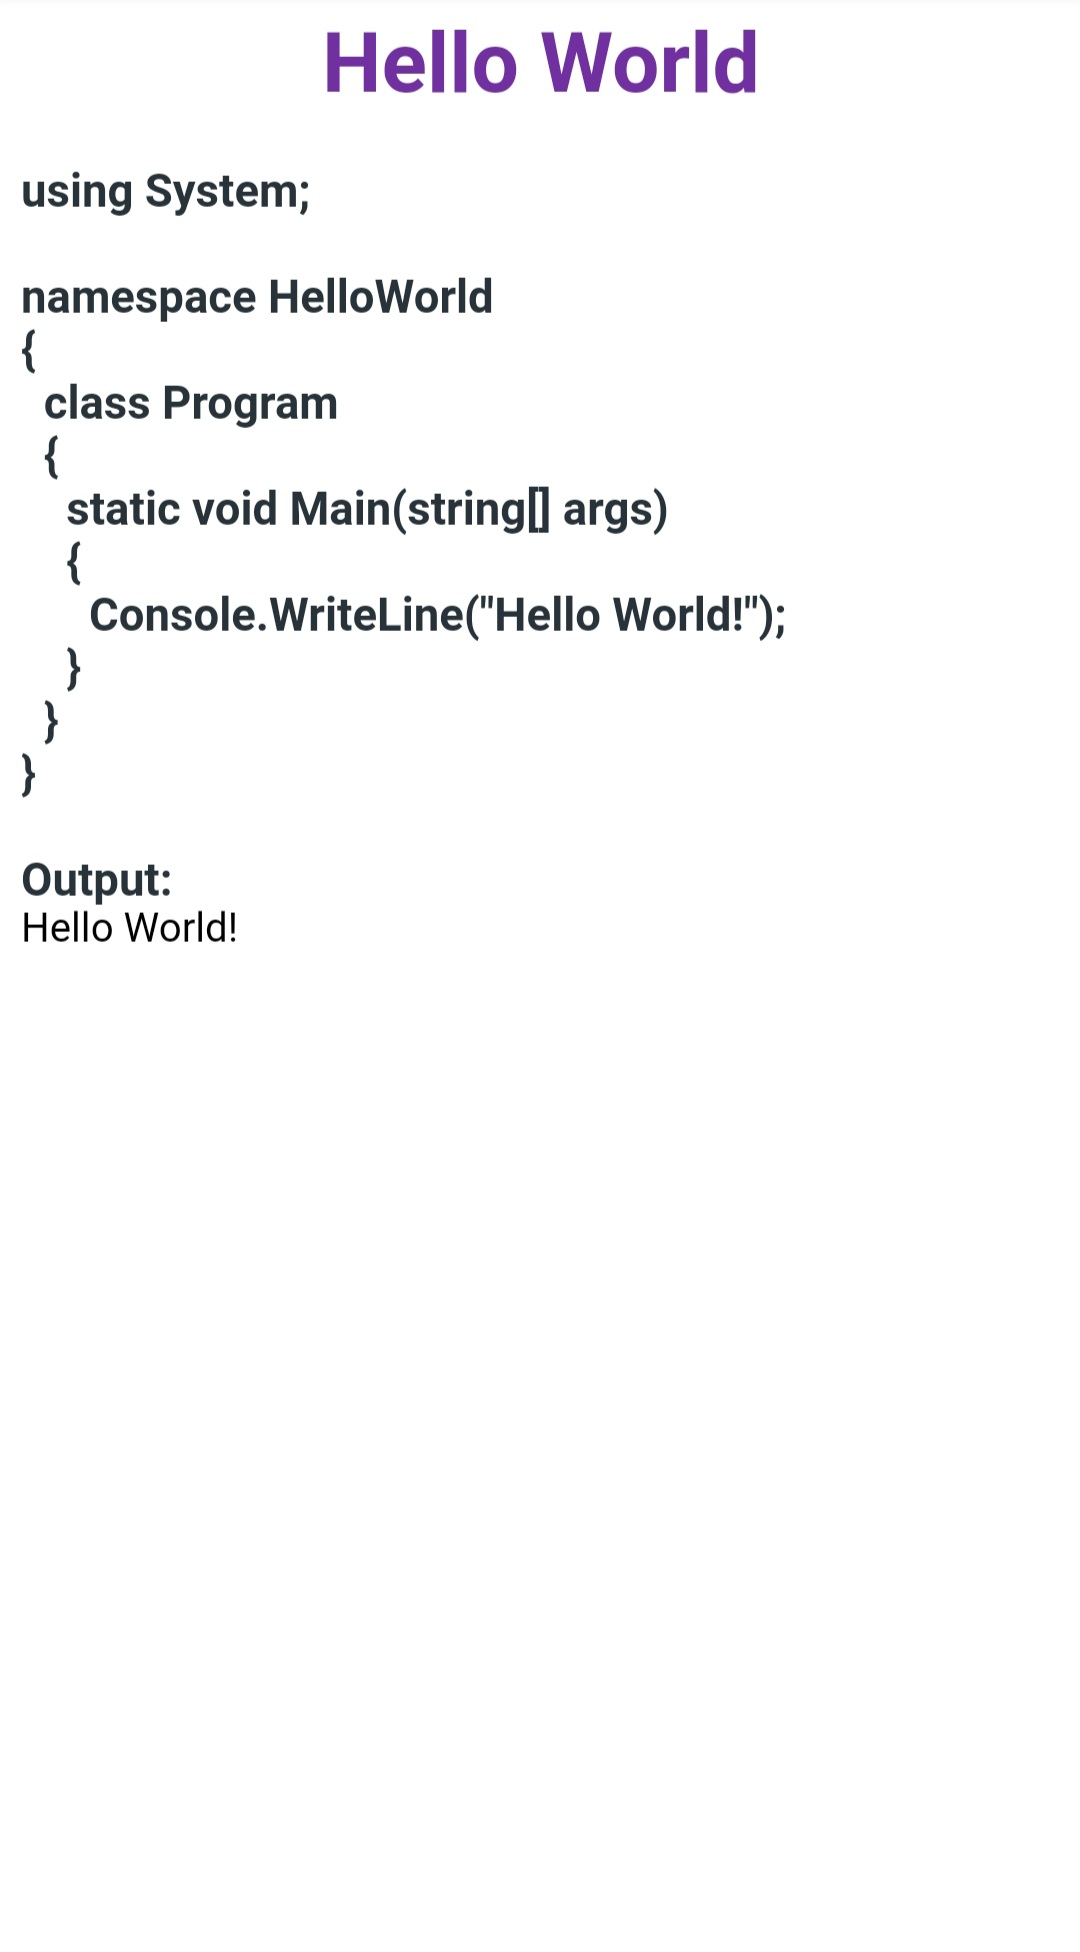 Hello World
using System;
namespace HelloWorld
{
class Program
{
static void Main(string[] args)
{
Console.WriteLine("Hello World!");
}
}
}
Output:
Hello World!